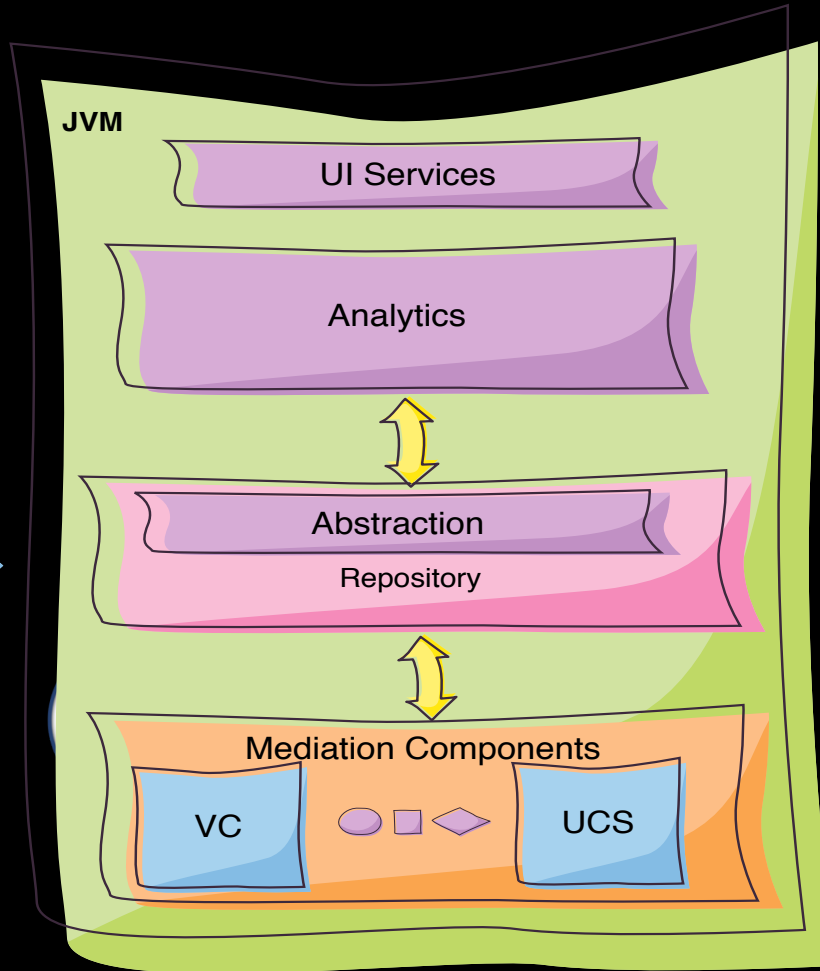 JVM
UI Services
Analytics
Abstraction
Repository
Mediation Components
VC
UCS